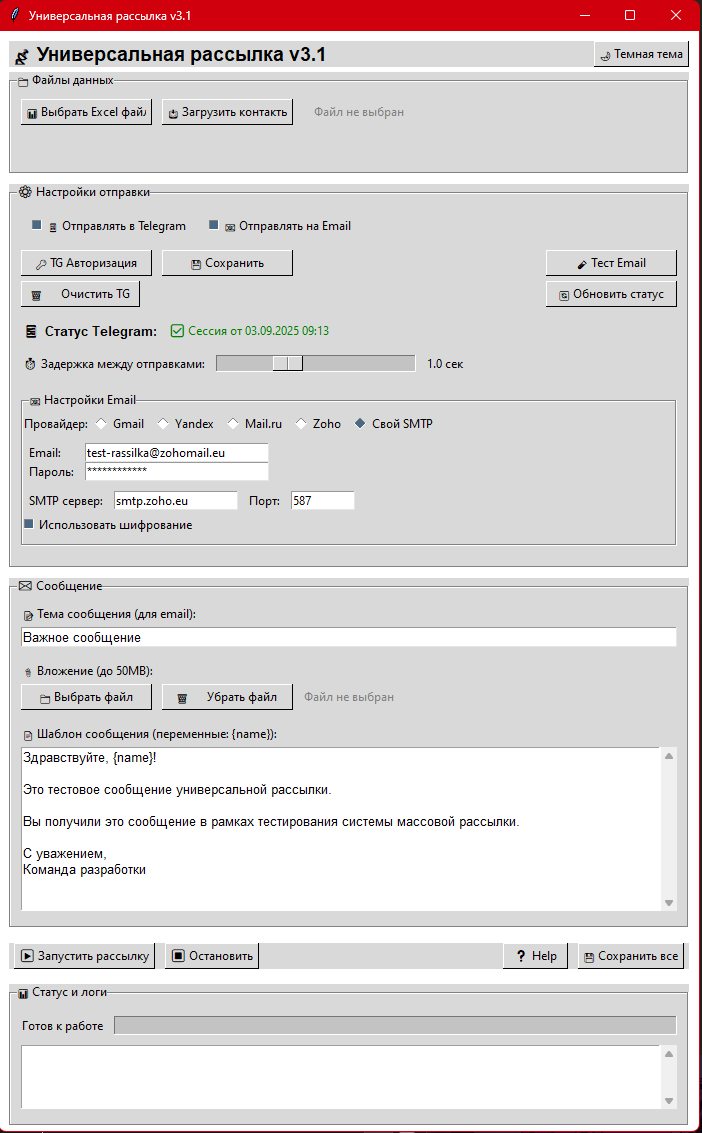 Универсальная рассылка v3.1
Универсальная рассылка v3.1
Темная тема
Файлы данных
Выбрать Excel файл
Загрузить контакть
Файл не выбран
Настройки отправки
Отправлять в Telegram
Отправлять на Email
TG Авторизация
Сохранить
Тест Email
Очистить TG
Обновить статус
Статус Telegram:
Сессия от 03.09.2025 09:13
Задержка между отправками:
1.0 сек
Настройки Email
Провайдер:
Gmail
Yandex
Mail.ru
Zoho
Свой SMTP
Email:
test-rassilka@zohomail.eu
Пароль:
************
SMTP сервер:
smtp.zoho.eu
Порт:
587
Использовать шифрование
Сообщение
Тема сообщения (для email):
Важное сообщение
Вложение (до 50MB):
Выбрать файл
Убрать файл
Файл не выбран
Шаблон сообщения (переменные: {name}):
Здравствуйте, {name}!
Это тестовое сообщение универсальной рассылки.
Вы получили это сообщение в рамках тестирования системы массовой рассылки.
С уважением,
Команда разработки
Запустить рассылку
Остановить
? Help
Сохранить все
Статус и логи
Готов к работе